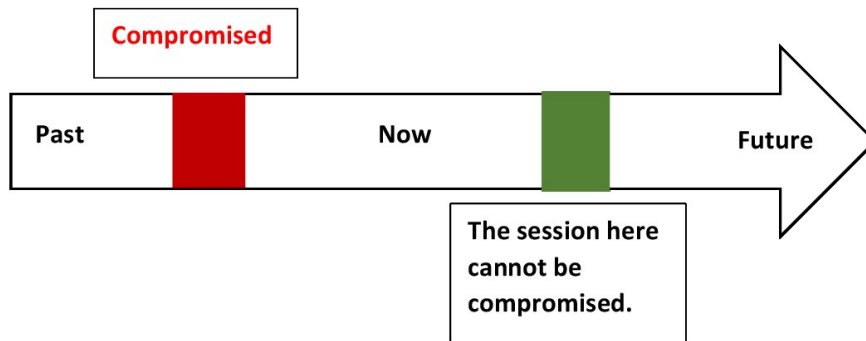 Compromised
Past
Now
Future
The session here
cannot be
compromised.